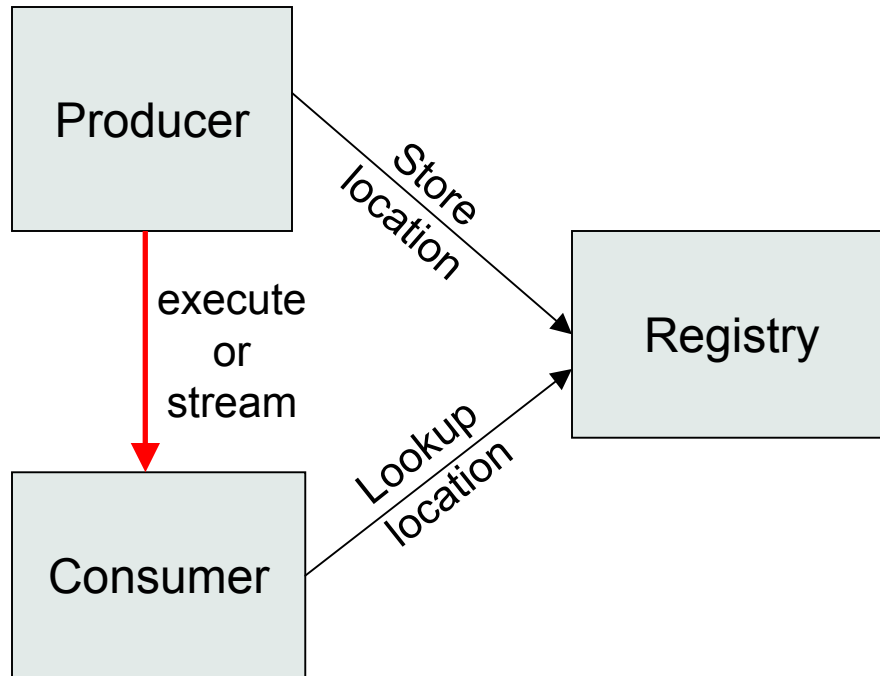 Producer
Store
location
execute
or
stream
Registry
Lookup
location
Consumer